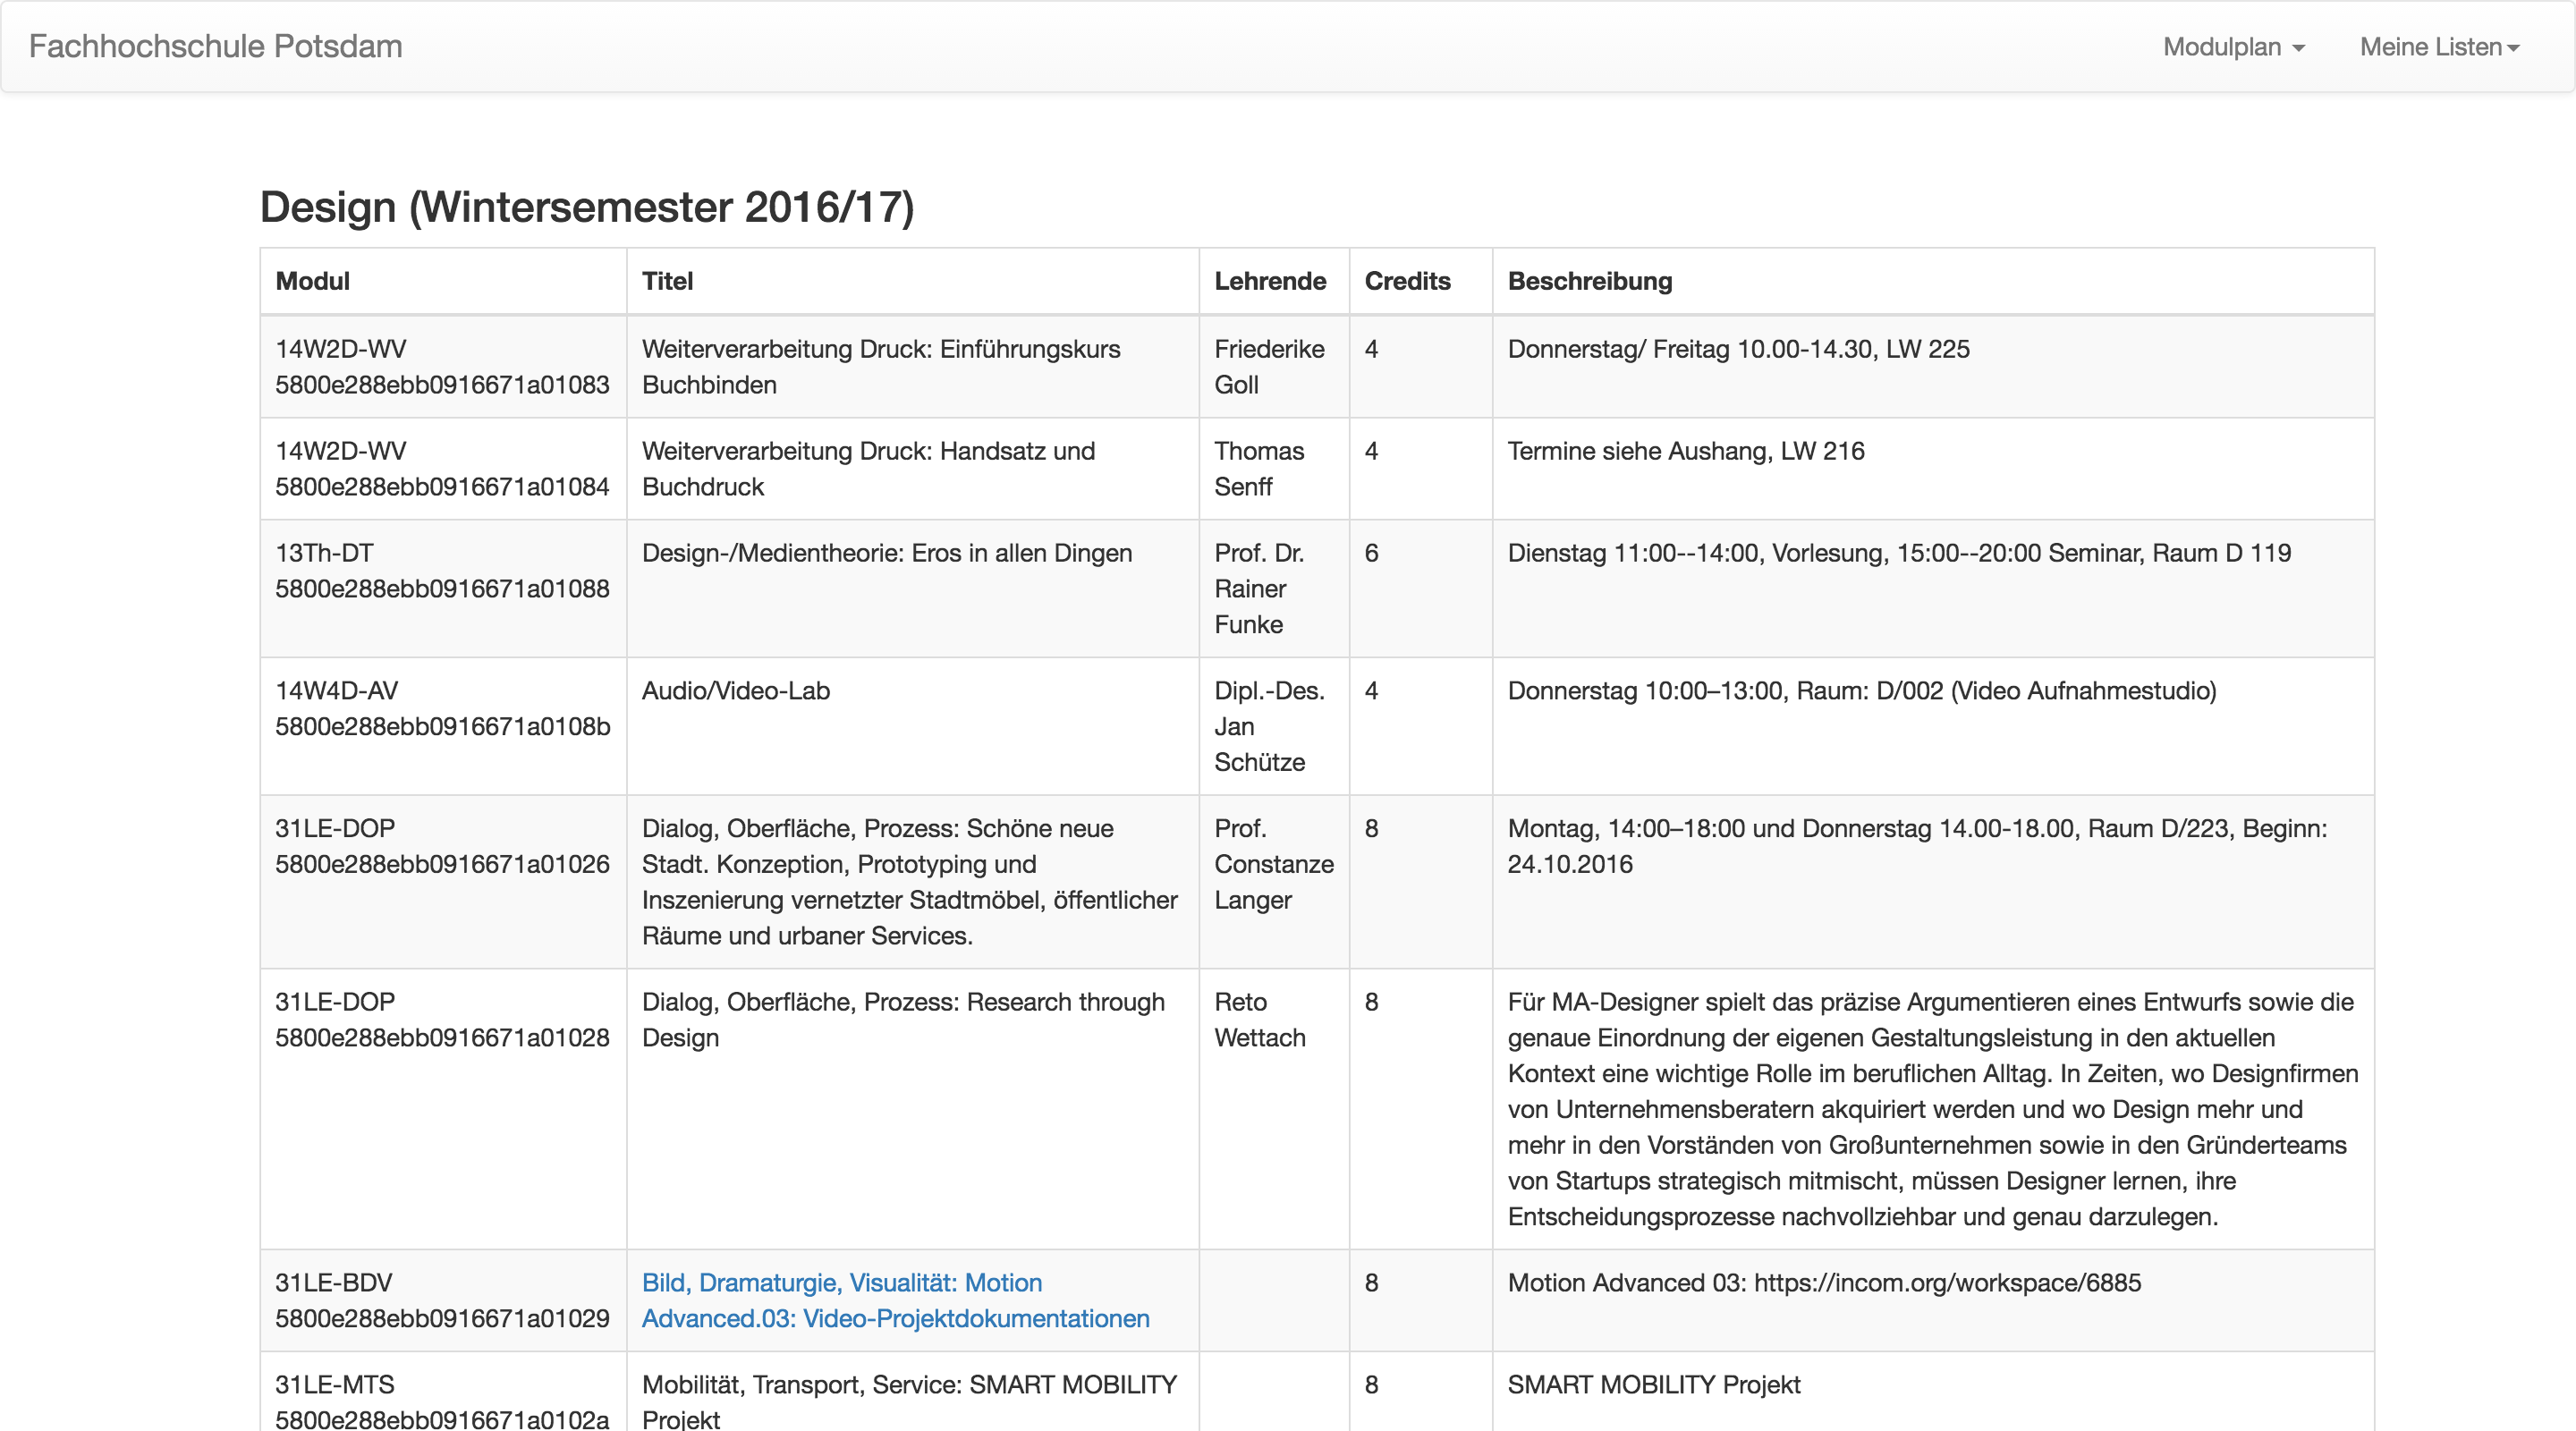 Fachhochschule Potsdam
Modulplan
Meine Listen
Design (Wintersemester 2016/17)
Modul
Titel
Lehrende
Credits
Beschreibung
14W2D-WV
5800e288ebb0916671a01083
Weiterverarbeitung Druck: Einführungskurs
Buchbinden
Friederike
Goll
4
Donnerstag/ Freitag 10.00-14.30, LW 225
14W2D-WV
5800e288ebb0916671a01084
Weiterverarbeitung Druck: Handsatz und
Buchdruck
Thomas
Senff
4
Termine siehe Aushang, LW 216
13Th-DT
5800e288ebb0916671a01088
Design-/Medientheorie: Eros in allen Dingen
Prof. Dr.
Rainer
Funke
6
Dienstag 11:00--14:00, Vorlesung, 15:00--20:00 Seminar, Raum D 119
14W4D-AV
5800e288ebb0916671a0108b
Audio/Video-Lab
Dipl.-Des.
Jan
Schütze
4
Donnerstag 10:00–13:00, Raum: D/002 (Video Aufnahmestudio)
31LE-DOP
5800e288ebb0916671a01026
Dialog, Oberfläche, Prozess: Schöne neue
Stadt. Konzeption, Prototyping und
Inszenierung vernetzter Stadtmöbel, öffentlicher
Räume und urbaner Services.
Prof.
Constanze
Langer
8
Montag, 14:00–18:00 und Donnerstag 14.00-18.00, Raum D/223, Beginn:
24.10.2016
31LE-DOP
5800e288ebb0916671a01028
Dialog, Oberfläche, Prozess: Research through
Design
Reto
Wettach
8
Für MA-Designer spielt das präzise Argumentieren eines Entwurfs sowie die
genaue Einordnung der eigenen Gestaltungsleistung in den aktuellen
Kontext eine wichtige Rolle im beruflichen Alltag. In Zeiten, wo Designfirmen
von Unternehmensberatern akquiriert werden und wo Design mehr und
mehr in den Vorständen von Großunternehmen sowie in den Gründerteams
von Startups strategisch mitmischt, müssen Designer lernen, ihre
Entscheidungsprozesse nachvollziehbar und genau darzulegen.
31LE-BDV
5800e288ebb0916671a01029
Bild, Dramaturgie, Visualität: Motion
Advanced.03: Video-Projektdokumentationen
8
Motion Advanced 03: https://incom.org/workspace/6885
31LE-MTS
5800e288ebb0916671a0102a
Mobilität, Transport, Service: SMART MOBILITY
Projekt
8
SMART MOBILITY Projekt